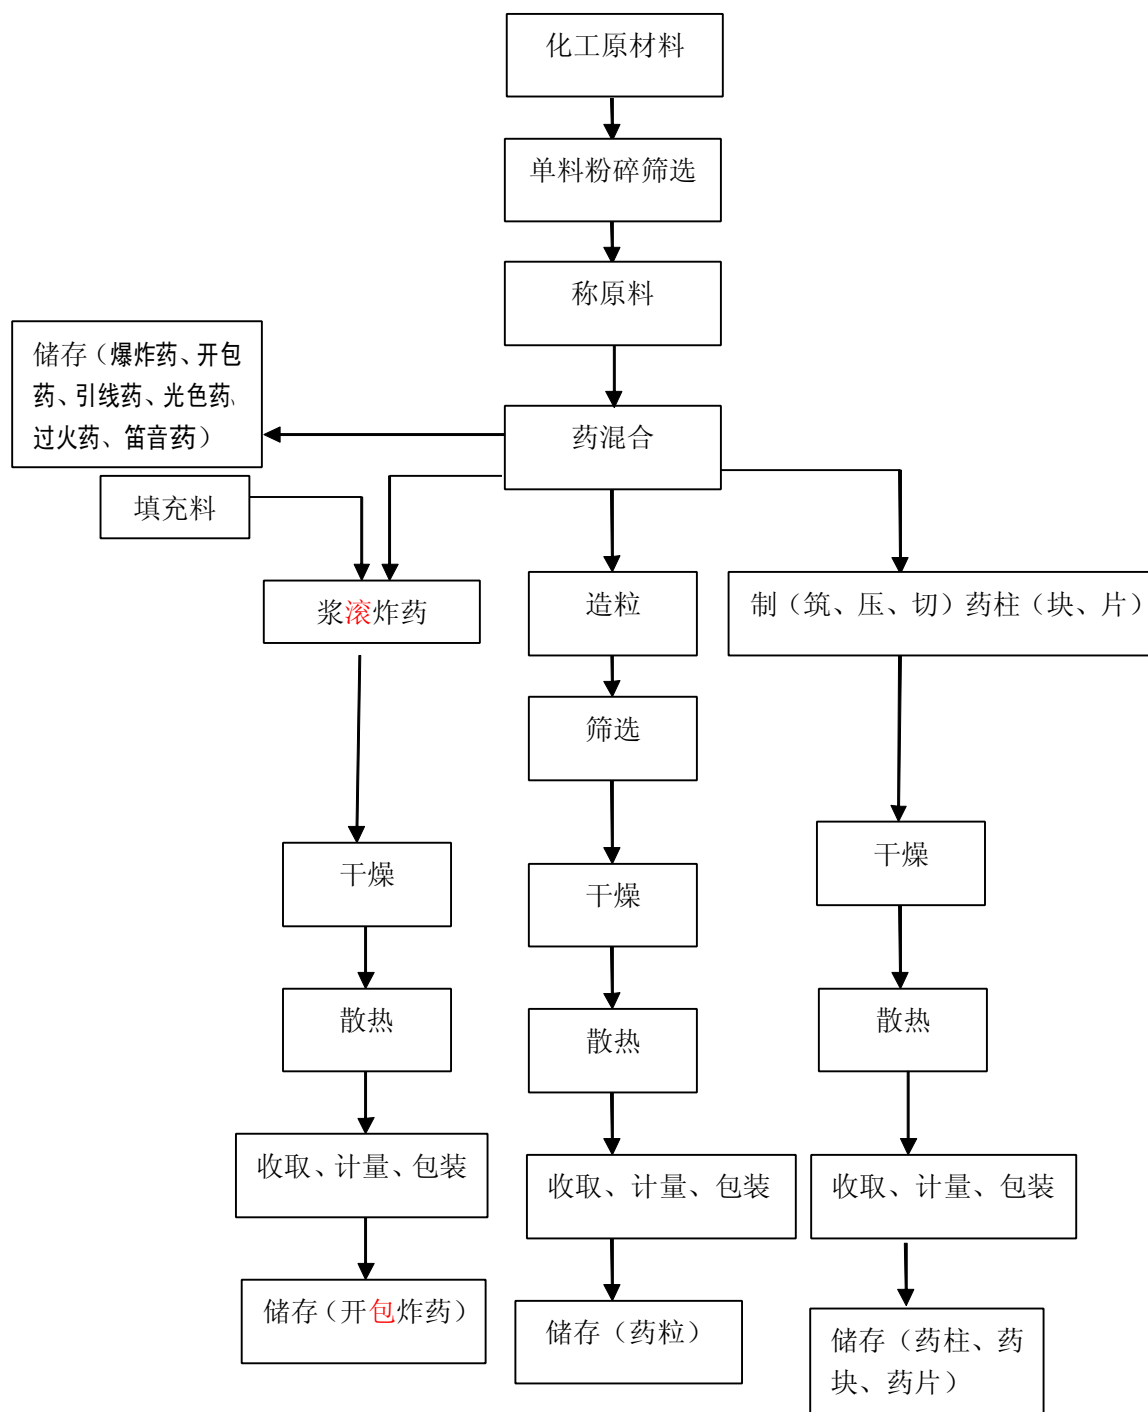 化工原材料
单料粉碎筛选
称原料
储存（爆炸药、开包
药、引线药、光色药、
过火药、笛音药）
药混合
填充料
浆滚炸药
造粒
制（筑、压、切）药柱（块、片）
筛选
干燥
干燥
干燥
散热
散热
散热
收取、计量、包装
收取、计量、包装
收取、计量、包装
储存（开包炸药）
储存（药粒）
储存（药柱、药
块、药片）